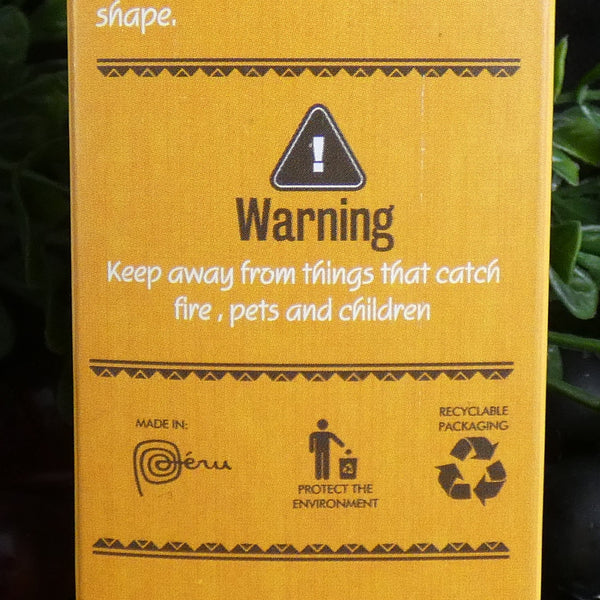 shape.
!
Warning
Keep away from things that catch
fire , pets and children
MADE IN:
Péru
PROTECT THE
ENVIRONMENT
RECYCLABLE
PACKAGING